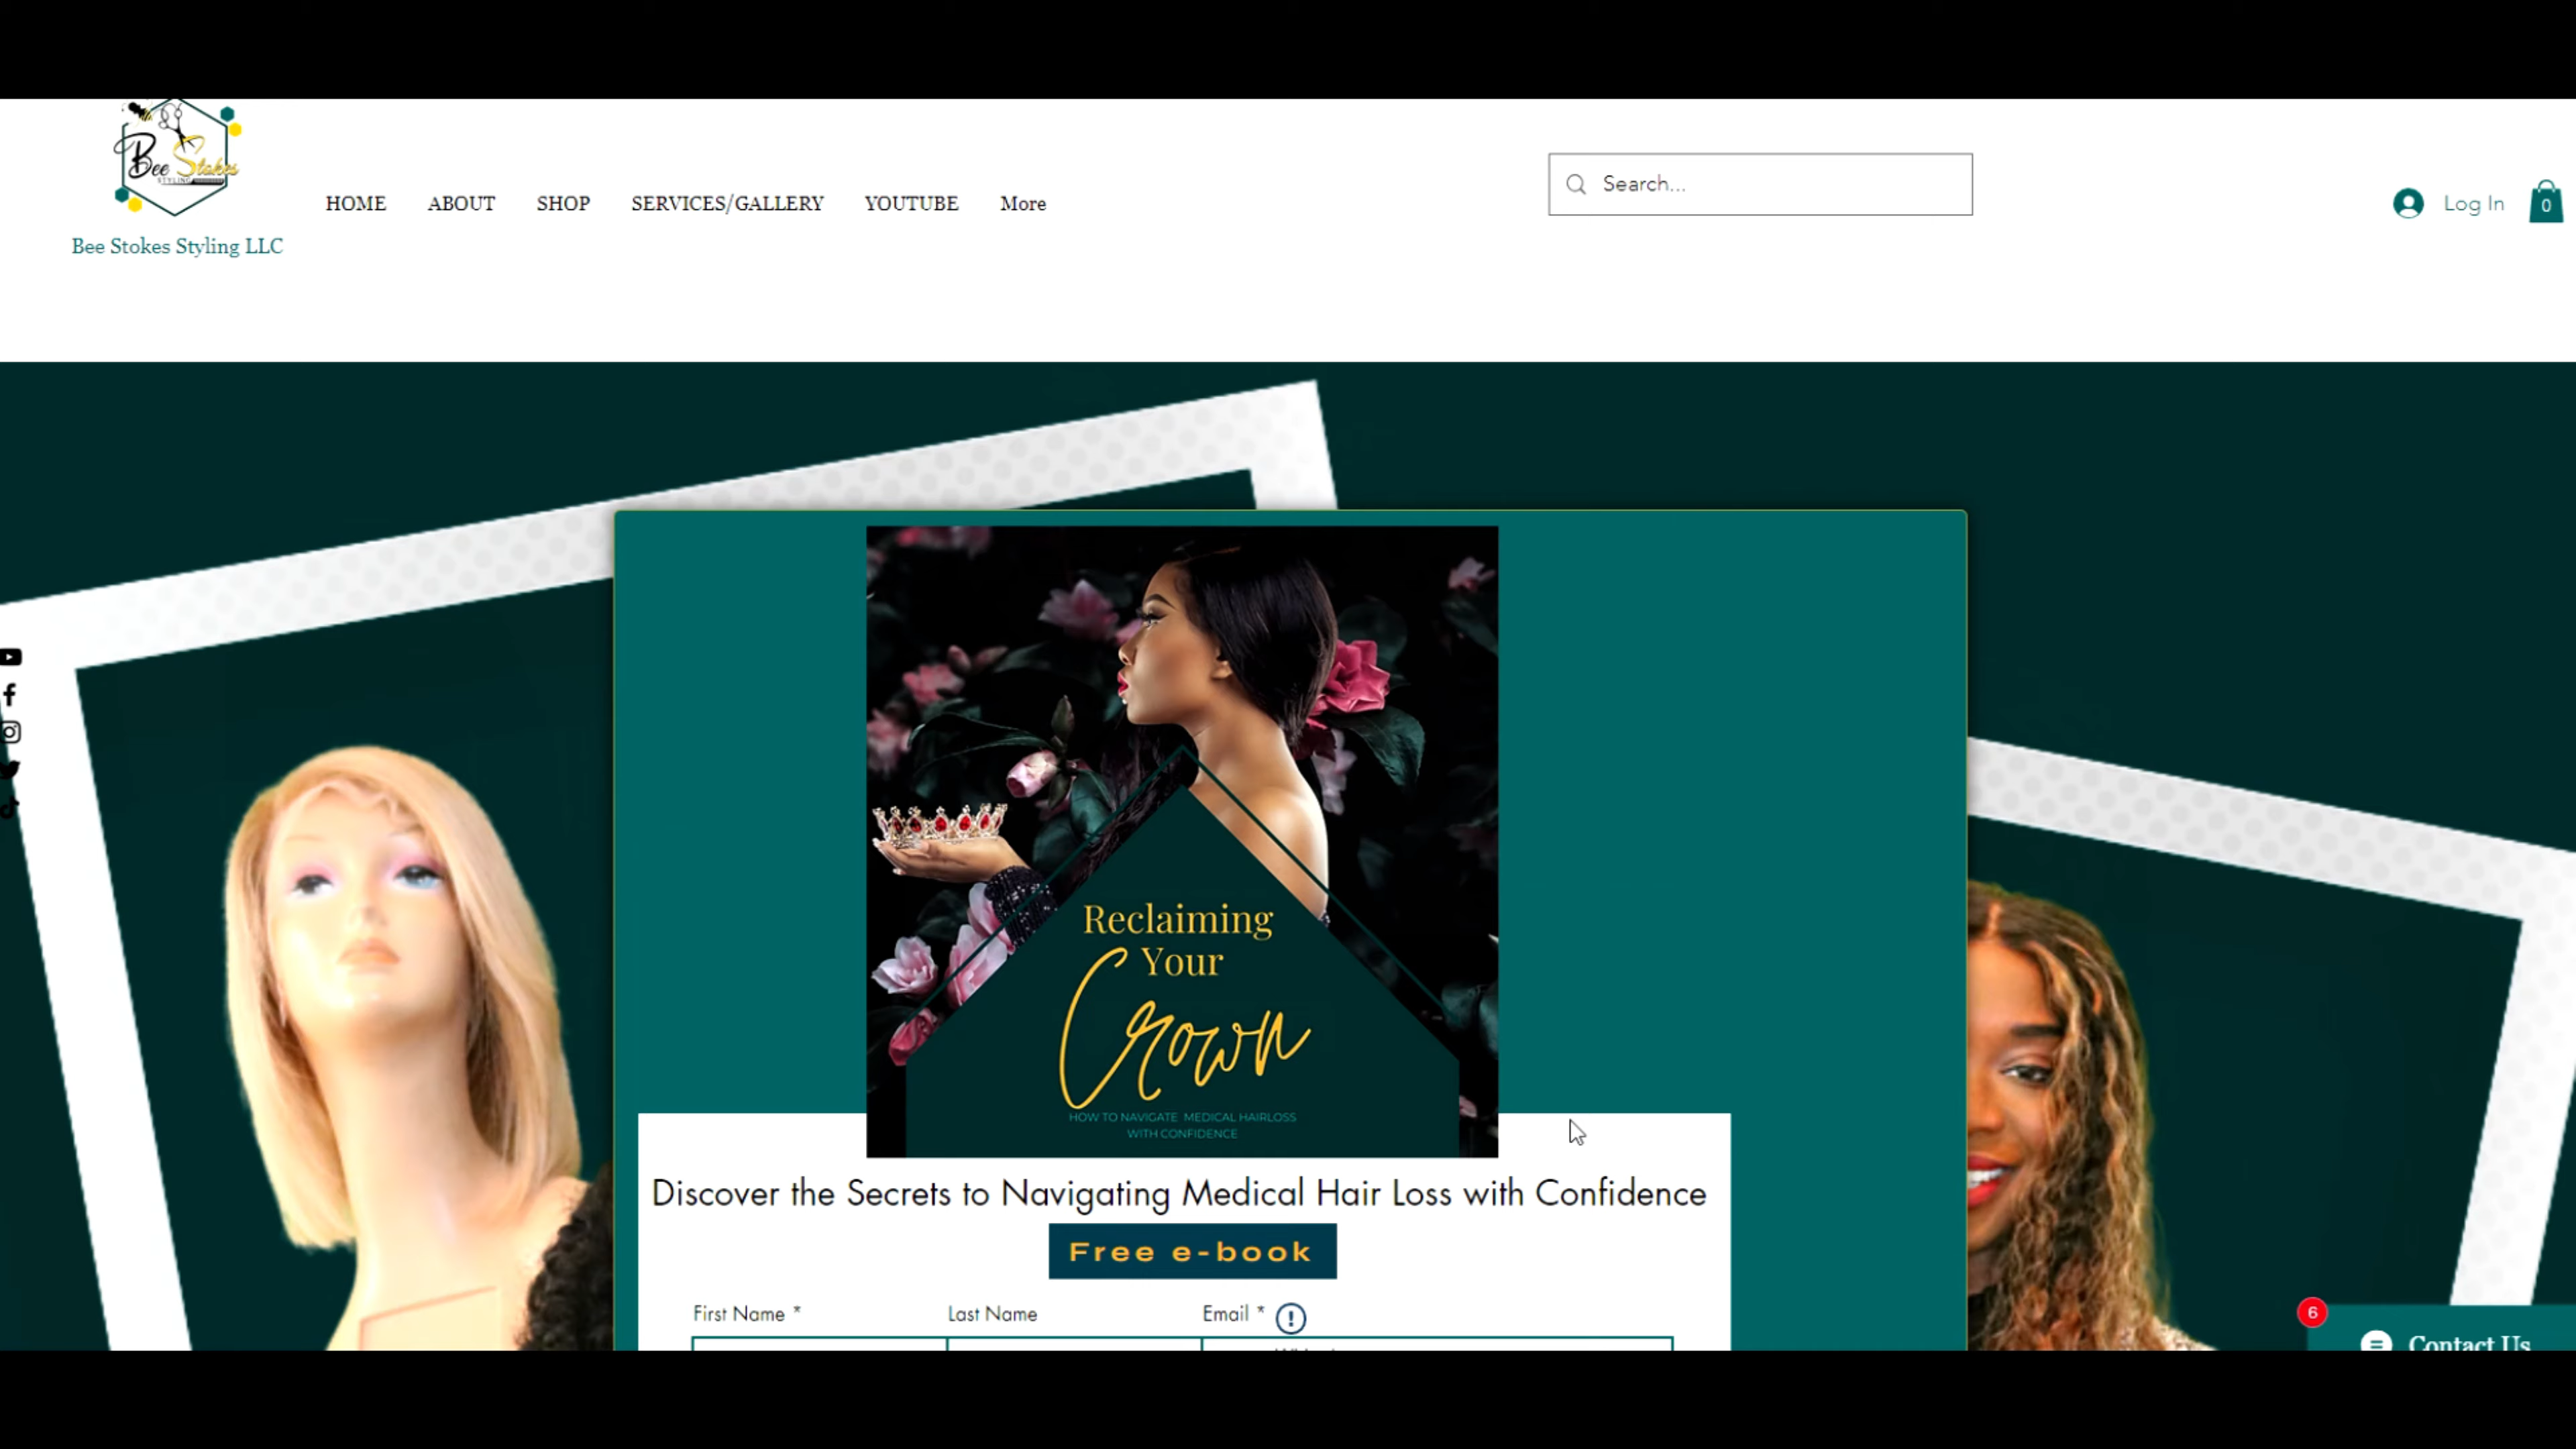 Bee Stokes
STYLING
Bee Stokes Styling LLC
HOME ABOUT SHOP SERVICES/GALLERY YOUTUBE More
Search...
Log In
0
Reclaiming
Your
Crown
HOW TO NAVIGATE MEDICAL HAIRLOSS
WITH CONFIDENCE
Discover the Secrets to Navigating Medical Hair Loss with Confidence
Free e-book
First Name * Last Name Email *
6
Contact Us